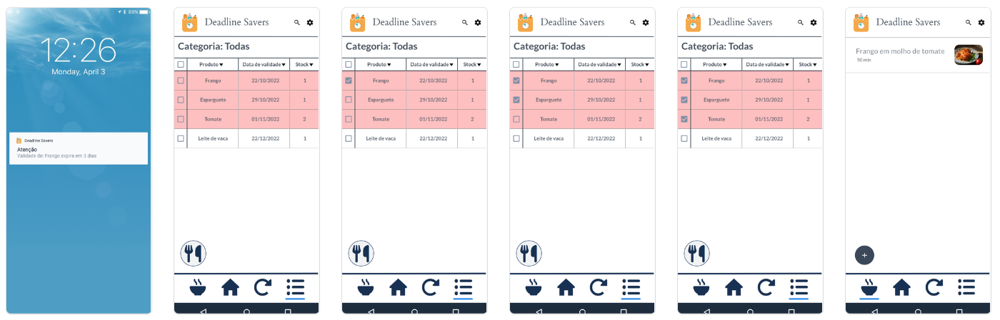 89%
12:26
Monday, April 3
Deadline Savers
Atenção
Validade de: Frango expira em 3 dias
Deadline Savers
Categoria: Todas
Produto Data de validade Stock
Frango 22/10/2022 1
Esparguete 29/10/2022 1
Tomate 01/11/2022 2
Leite de vaca 22/12/2022 1
Deadline Savers
Categoria: Todas
Produto Data de validade Stock
Frango 22/10/2022 1
Esparguete 29/10/2022 1
Tomate 01/11/2022 2
Leite de vaca 22/12/2022 1
Deadline Savers
Categoria: Todas
Produto Data de validade Stock
Frango 22/10/2022 1
Esparguete 29/10/2022 1
Tomate 01/11/2022 2
Leite de vaca 22/12/2022 1
Deadline Savers
Categoria: Todas
Produto Data de validade Stock
Frango 22/10/2022 1
Esparguete 29/10/2022 1
Tomate 01/11/2022 2
Leite de vaca 22/12/2022 1
Deadline Savers
Frango em molho de tomate
50 min